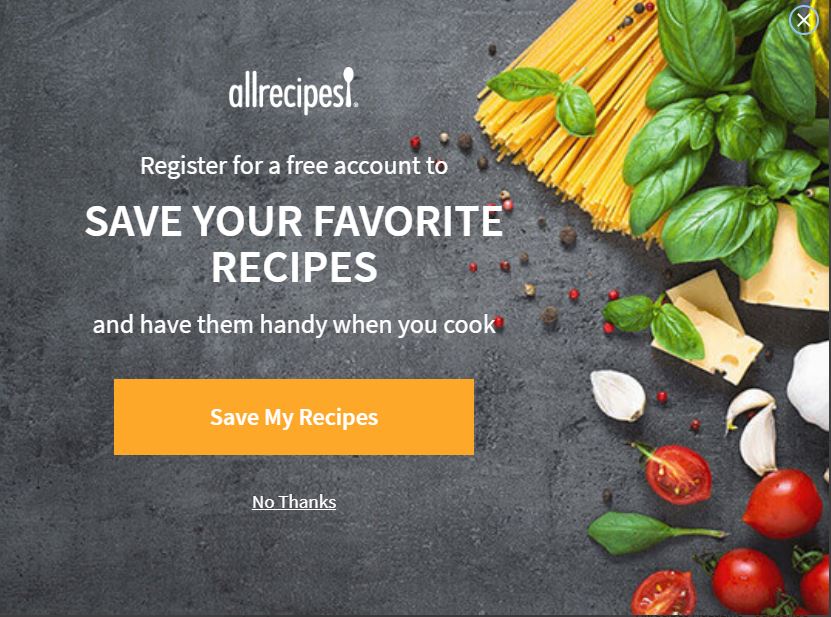 allrecipes
Register for a free account to
SAVE YOUR FAVORITE
RECIPES
and have them handy when you cook
Save My Recipes
No Thanks